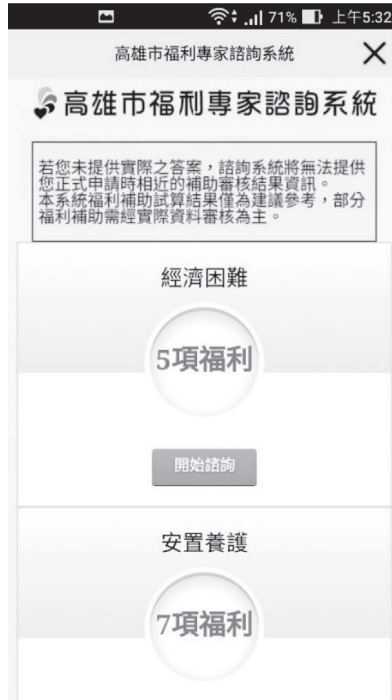 71% 上午5:32
高雄市福利專家諮詢系統
高雄市福利專家諮詢系統
若您未提供實際之答案，諮詢系統將無法提供
您正式申請時相近的補助審核結果資訊。
本系統福利補助試算結果僅為建議參考，部分
福利補助需經實際資料審核為主。
經濟困難
5項福利
開始諮詢
安置養護
7項福利